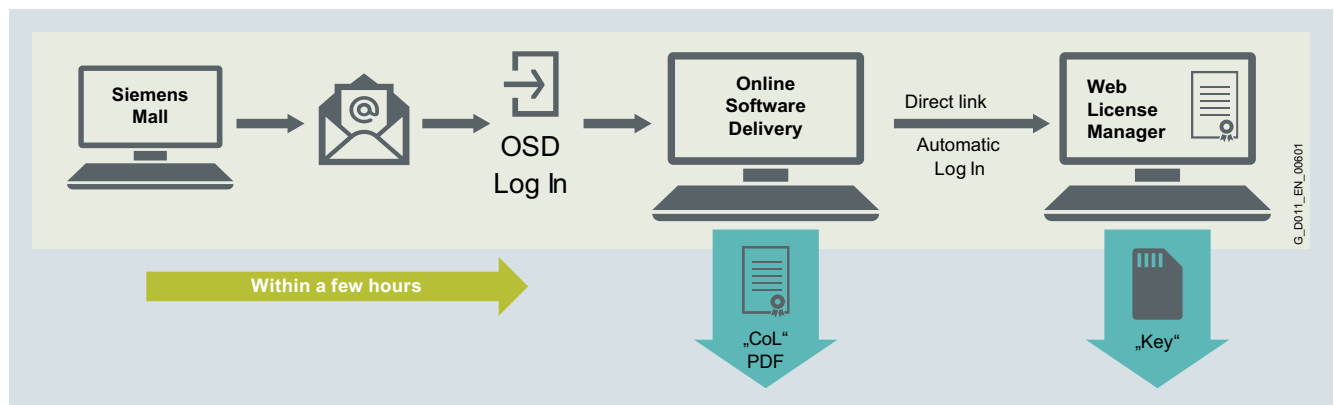 Siemens
Mall
@
OSD
Log In
Online
Software
Delivery
Direct link
Automatic
Log In
Web
License
Manager
G_D011_EN_00601
Within a few hours
„CoL“
PDF
„Key“